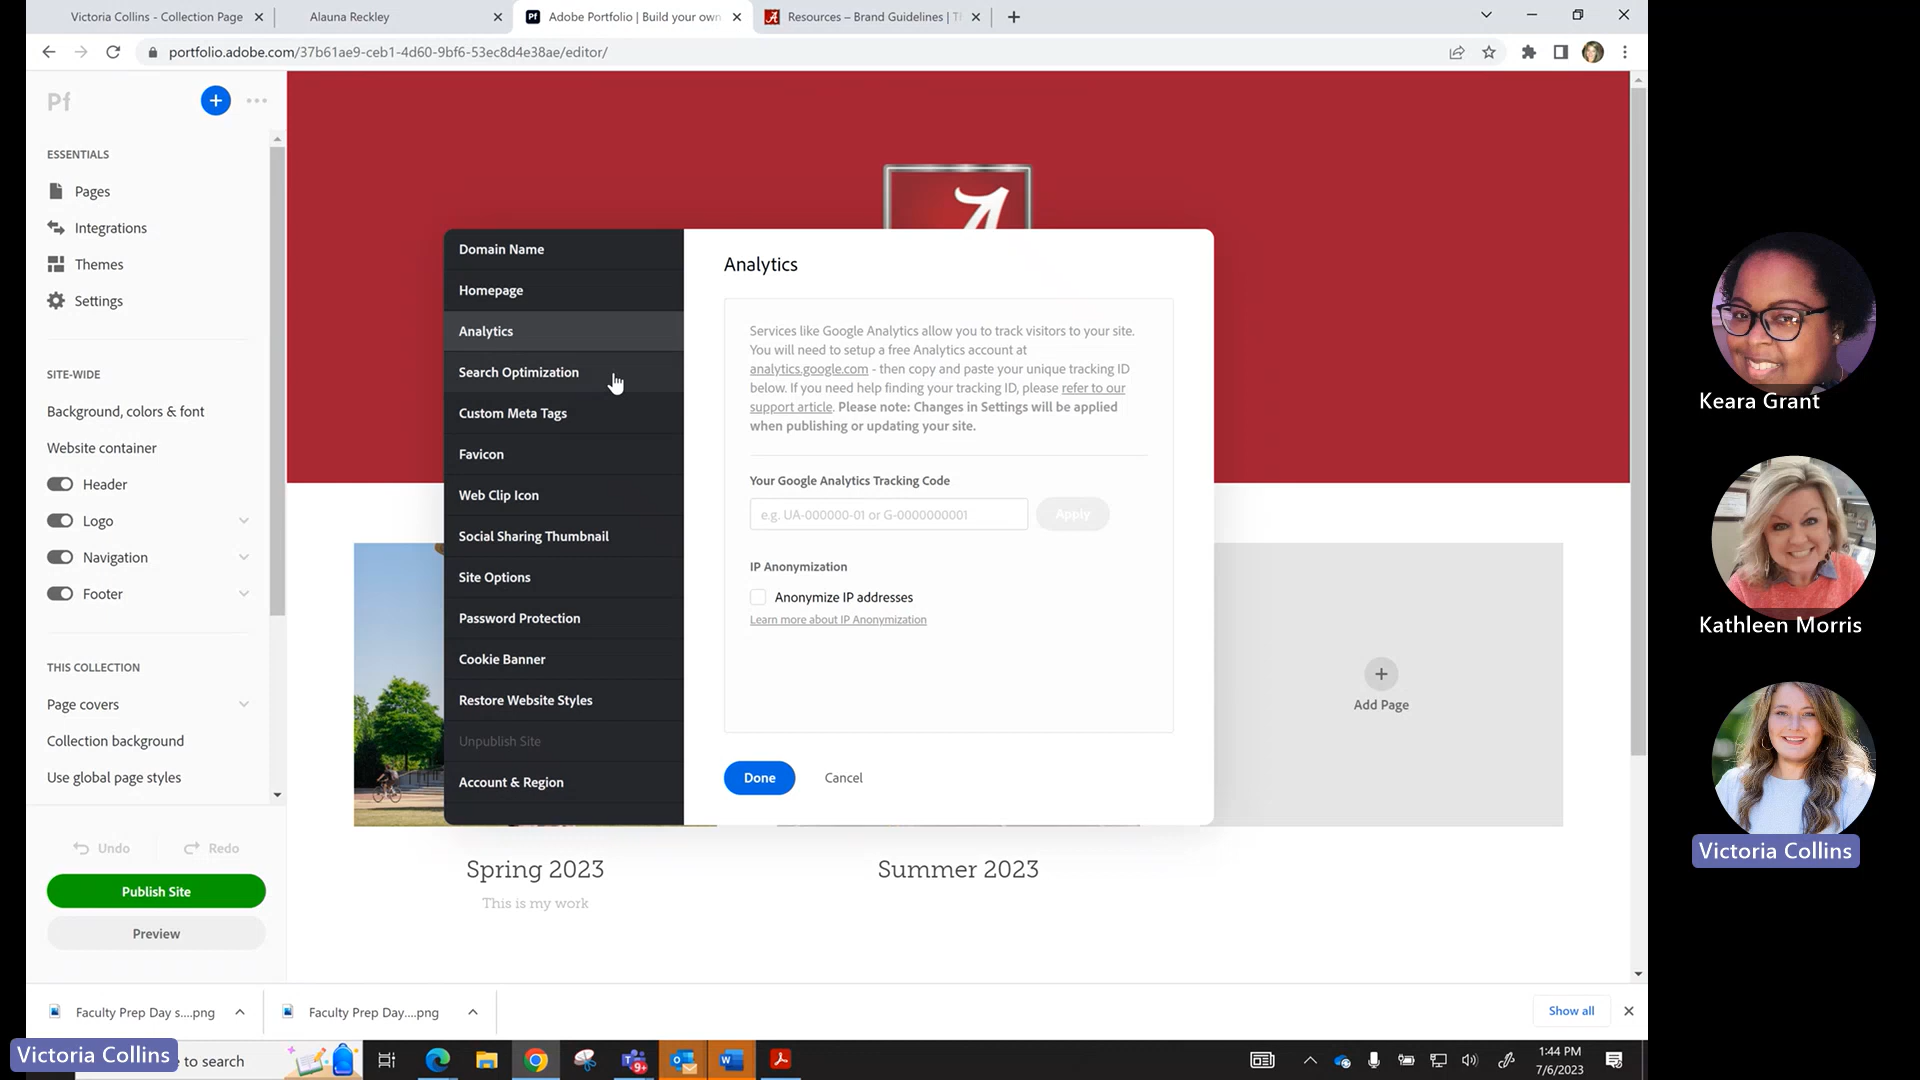 Victoria Collins - Collection Page
Alauna Reckley
Adobe Portfolio | Build your own
Resources – Brand Guidelines | T
portfolio.adobe.com/37b61ae9-ceb1-4d60-9bf6-53ec8d4e38ae/editor/
Pf
ESSENTIALS
Pages
Integrations
Themes
Settings
SITE-WIDE
Background, colors & font
Website container
Header
Logo
Navigation
Footer
THIS COLLECTION
Page covers
Collection background
Use global page styles
Undo
Redo
Publish Site
Preview
Domain Name
Homepage
Analytics
Search Optimization
Custom Meta Tags
Favicon
Web Clip Icon
Social Sharing Thumbnail
Site Options
Password Protection
Cookie Banner
Restore Website Styles
Unpublish Site
Account & Region
Analytics
Services like Google Analytics allow you to track visitors to your site.
You will need to setup a free Analytics account at
analytics.google.com - then copy and paste your unique tracking ID
below. If you need help finding your tracking ID, please refer to our
support article. Please note: Changes in Settings will be applied
when publishing or updating your site.
Your Google Analytics Tracking Code
e.g. UA-000000-01 or G-0000000001
Apply
IP Anonymization
Anonymize IP addresses
Learn more about IP Anonymization
Done
Cancel
Add Page
Spring 2023
This is my work
Summer 2023
Keara Grant
Kathleen Morris
Victoria Collins
Faculty Prep Day s....png
Faculty Prep Day....png
Show all
Victoria Collins
e to search
9+
1:44 PM
7/6/2023